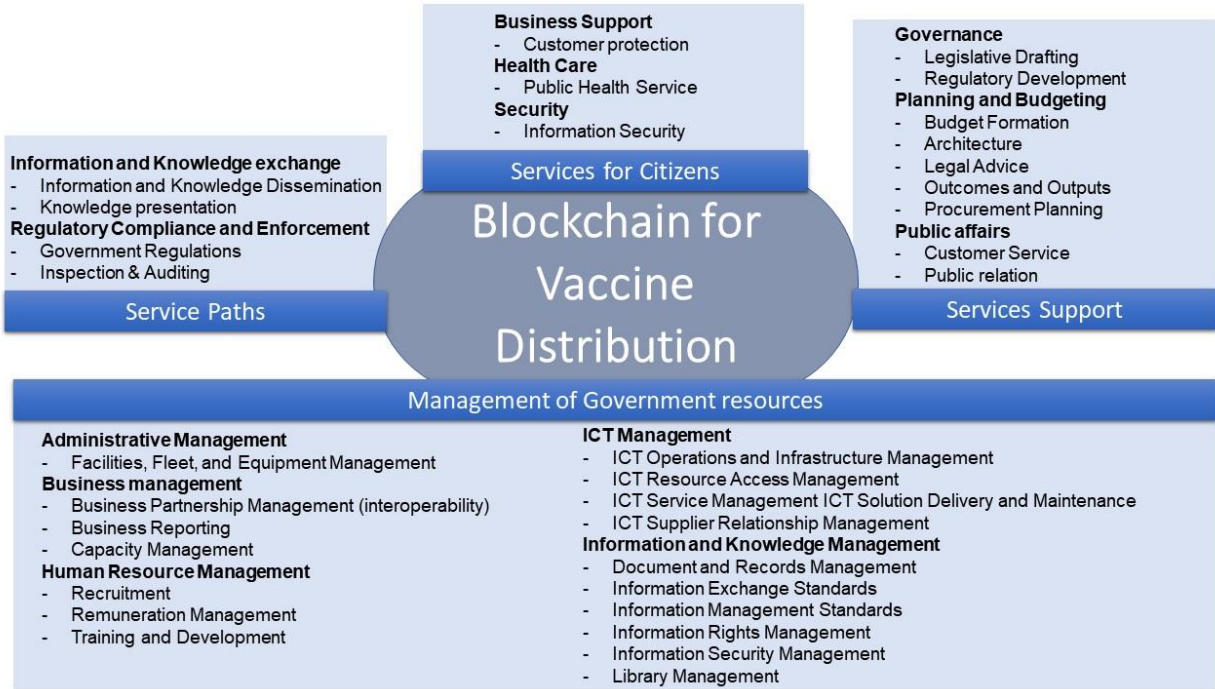 Business Support
- Customer protection
Health Care
- Public Health Service
Security
- Information Security
Services for Citizens
Governance
- Legislative Drafting
- Regulatory Development
Planning and Budgeting
- Budget Formation
- Architecture
- Legal Advice
- Outcomes and Outputs
- Procurement Planning
Public affairs
- Customer Service
- Public relation
Services Support
Information and Knowledge exchange
- Information and Knowledge Dissemination
- Knowledge presentation
Regulatory Compliance and Enforcement
- Government Regulations
- Inspection & Auditing
Service Paths
Blockchain for
Vaccine
Distribution
Management of Government resources
Administrative Management
- Facilities, Fleet, and Equipment Management
Business management
- Business Partnership Management (interoperability)
- Business Reporting
- Capacity Management
Human Resource Management
- Recruitment
- Remuneration Management
- Training and Development
ICT Management
- ICT Operations and Infrastructure Management
- ICT Resource Access Management
- ICT Service Management ICT Solution Delivery and Maintenance
- ICT Supplier Relationship Management
Information and Knowledge Management
- Document and Records Management
- Information Exchange Standards
- Information Management Standards
- Information Rights Management
- Information Security Management
- Library Management